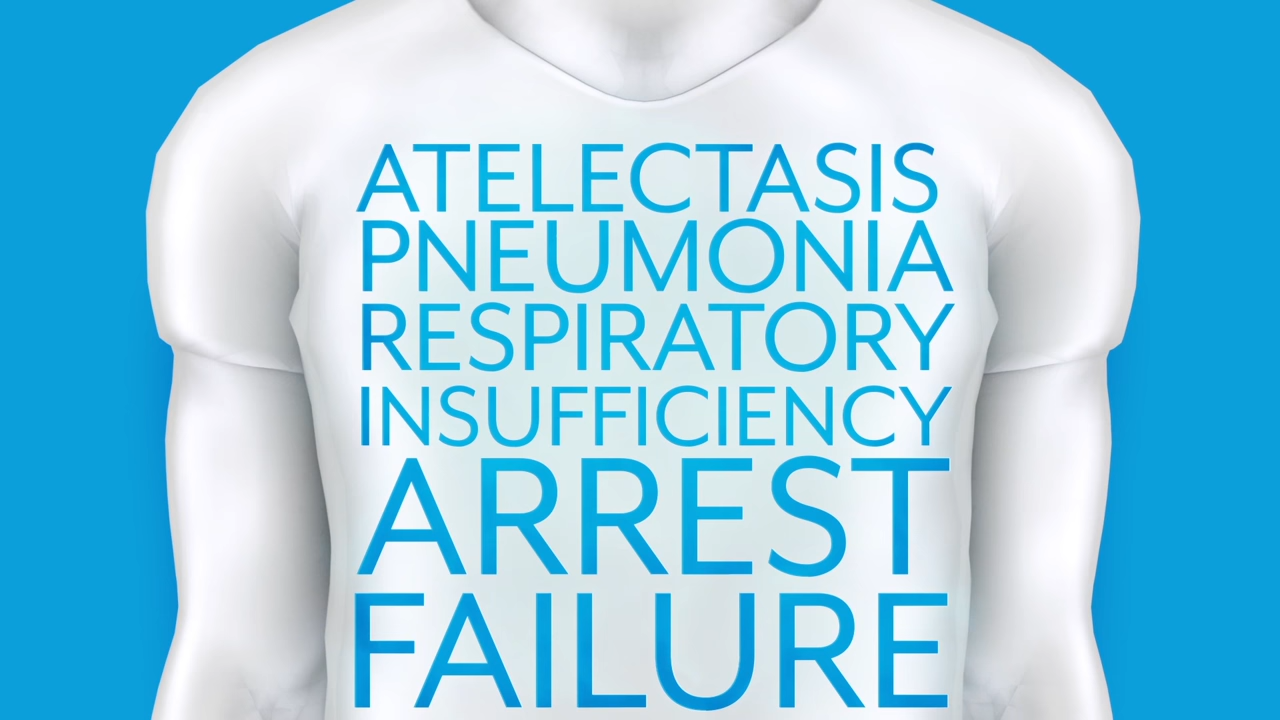 ATELECTASIS
PNEUMONIA
RESPIRATORY
INSUFFICIENCY
ARREST
FAILURE